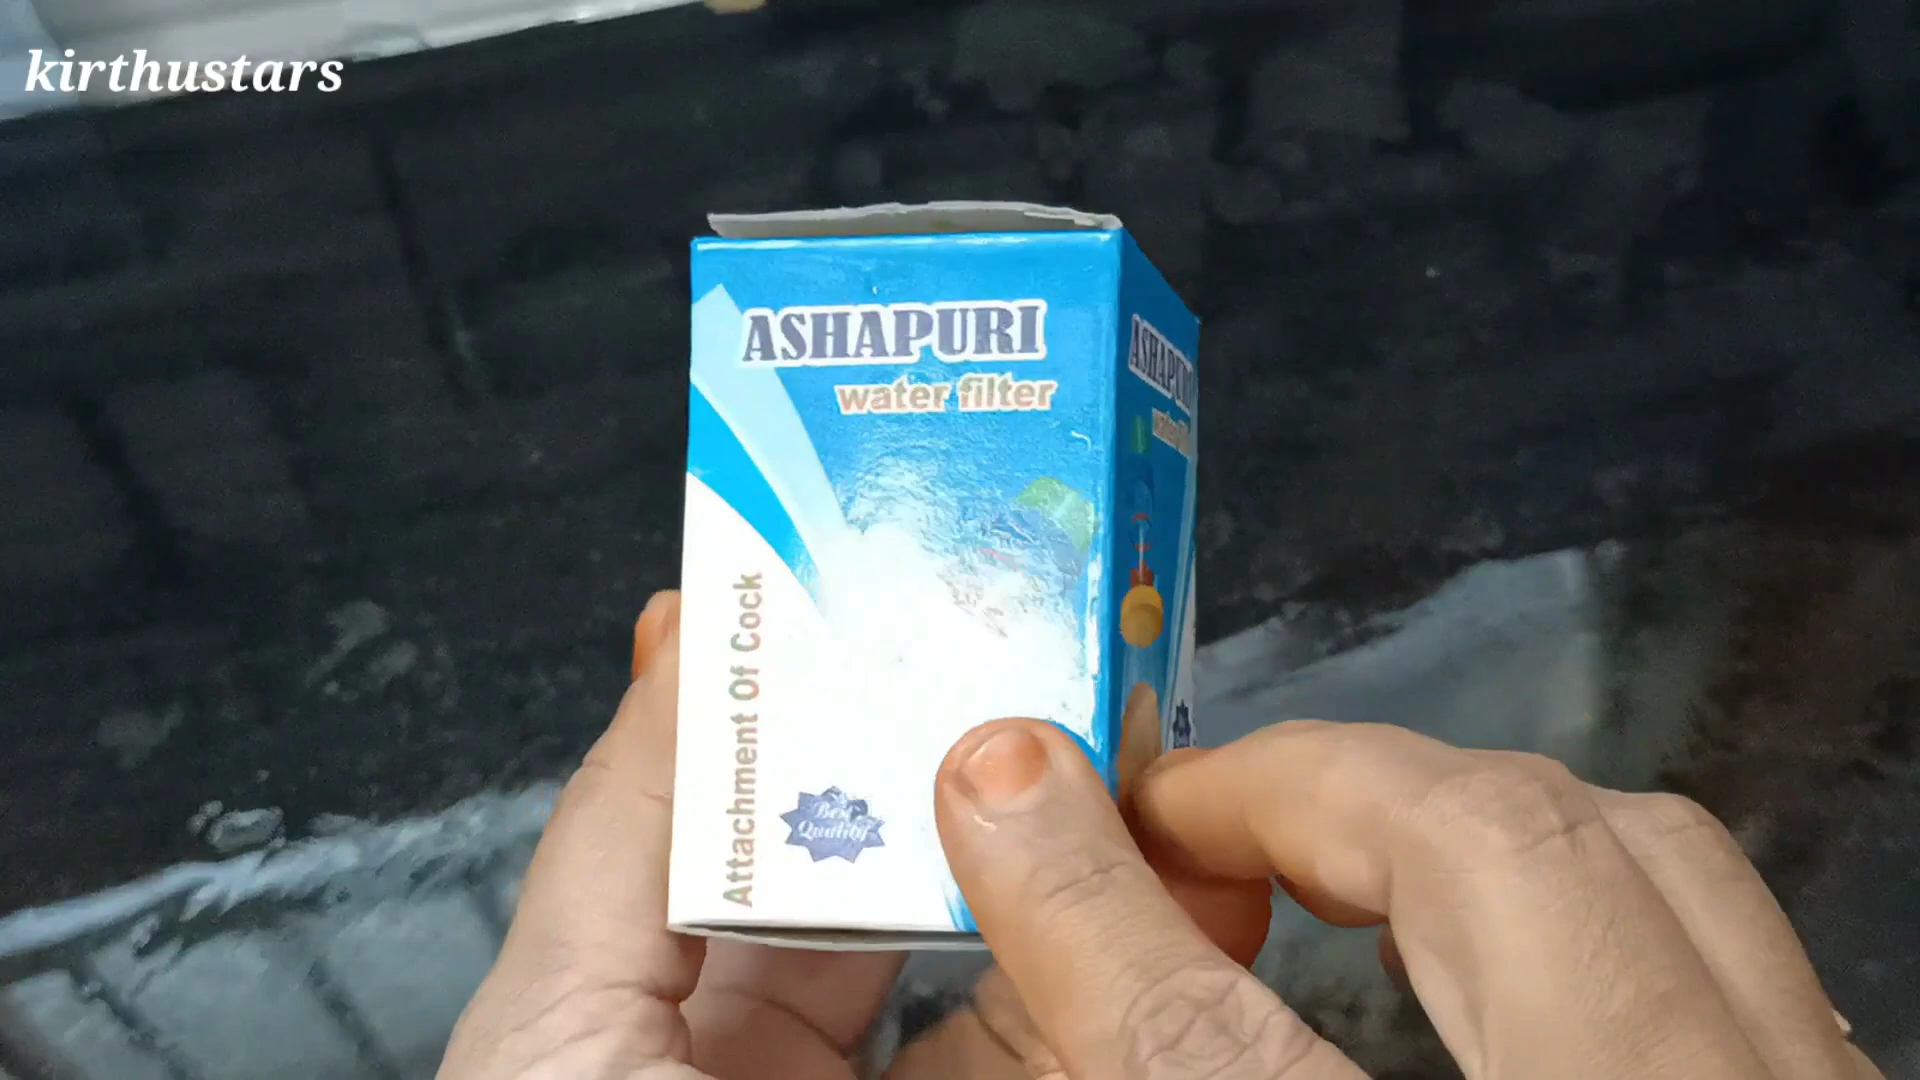 kirthustars
ASHAPURI
water filter
Attachment Of Cock
Best
Quality
ASHAPURI